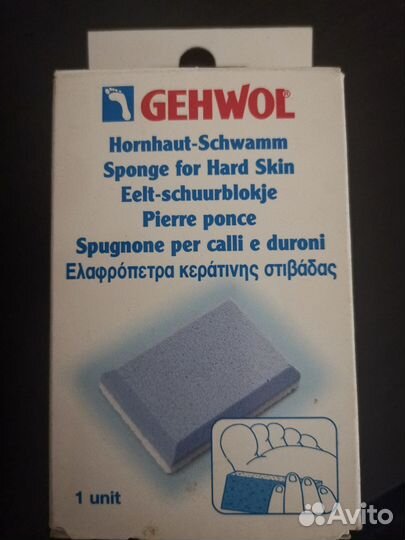 GEHWOL®
Hornhaut-Schwamm
Sponge for Hard Skin
Eelt-schuurblokje
Pierre ponce
Spugnone per calli e duroni
Ελαφρόπετρα κεράτινης στιβάδας
1 unit
Avito